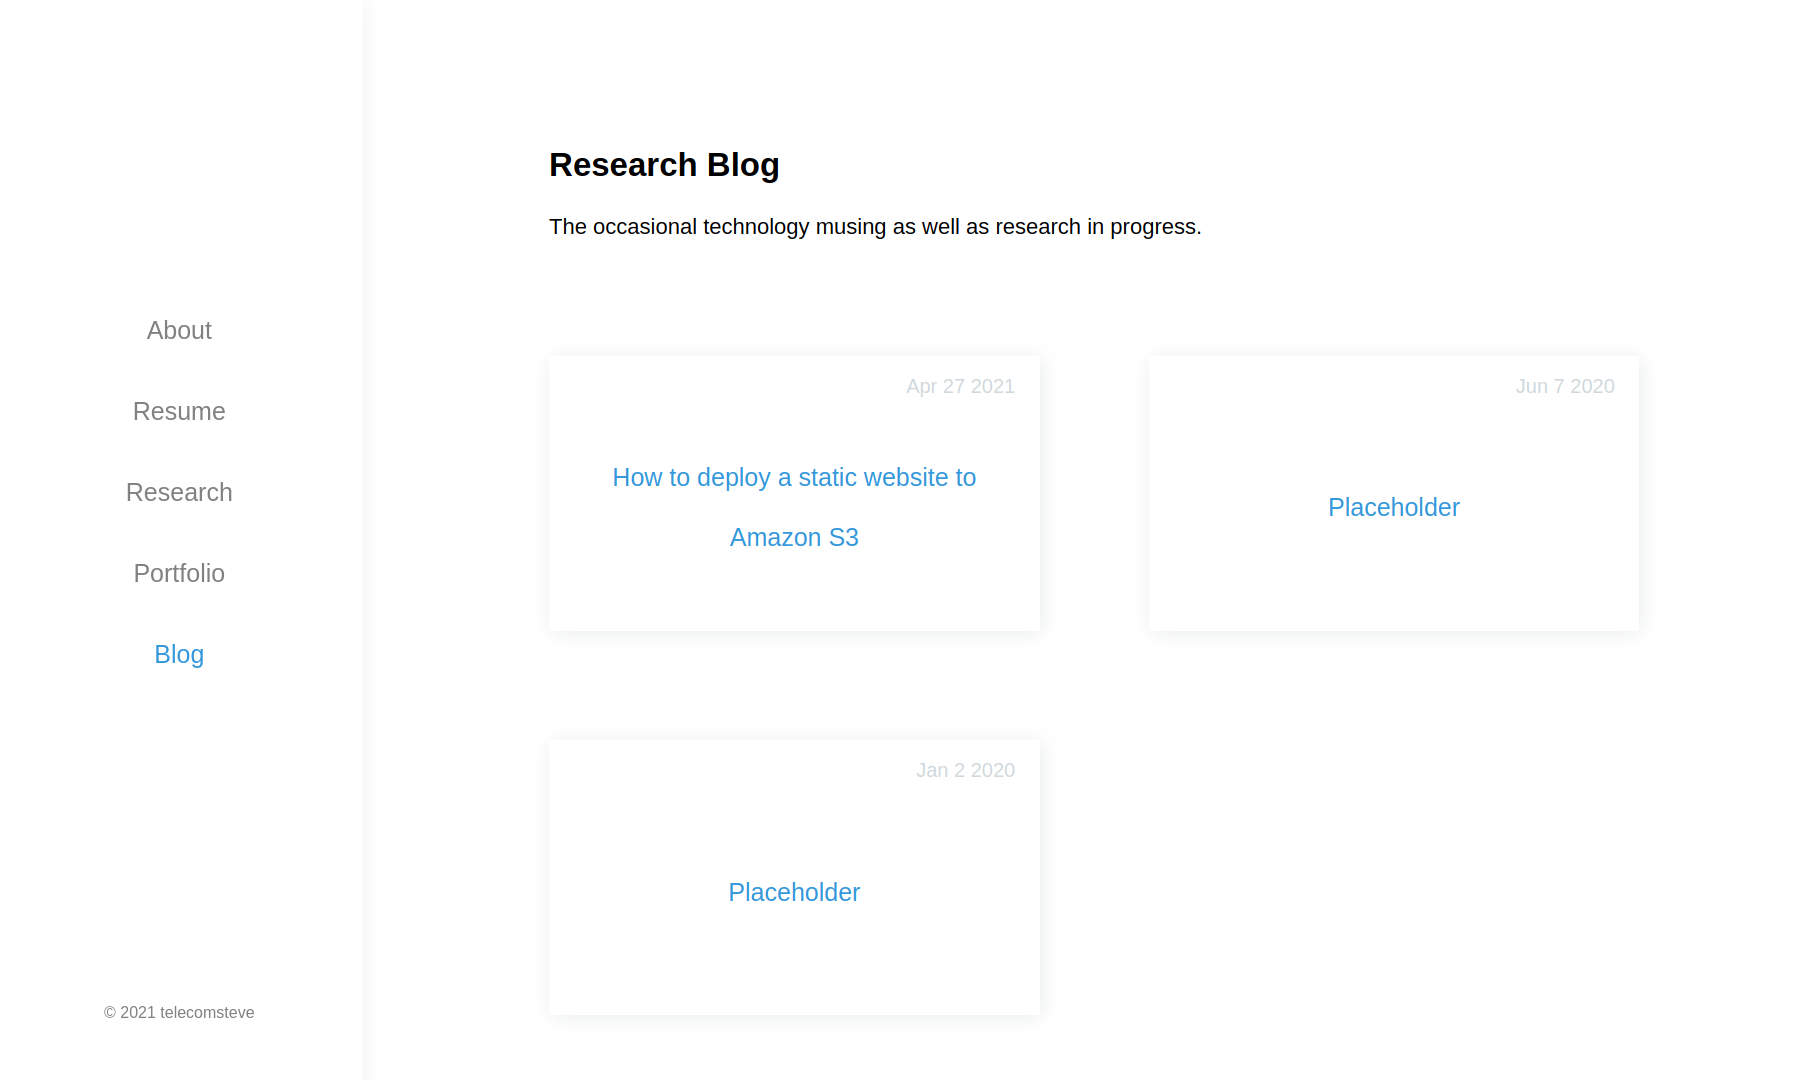 About
Resume
Research
Portfolio
Blog
© 2021 telecomsteve
Research Blog
The occasional technology musing as well as research in progress.
Apr 27 2021
How to deploy a static website to
Amazon S3
Jun 7 2020
Placeholder
Jan 2 2020
Placeholder